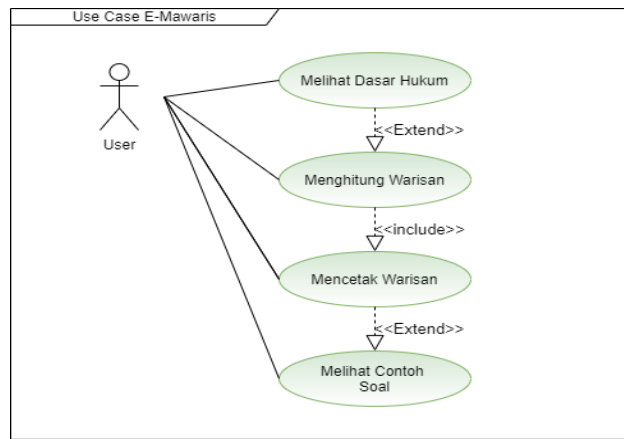 Use Case E-Mawaris
User
Melihat Dasar Hukum
<<Extend>>
Menghitung Warisan
<<include>>
Mencetak Warisan
<<Extend>>
Melihat Contoh
Soal